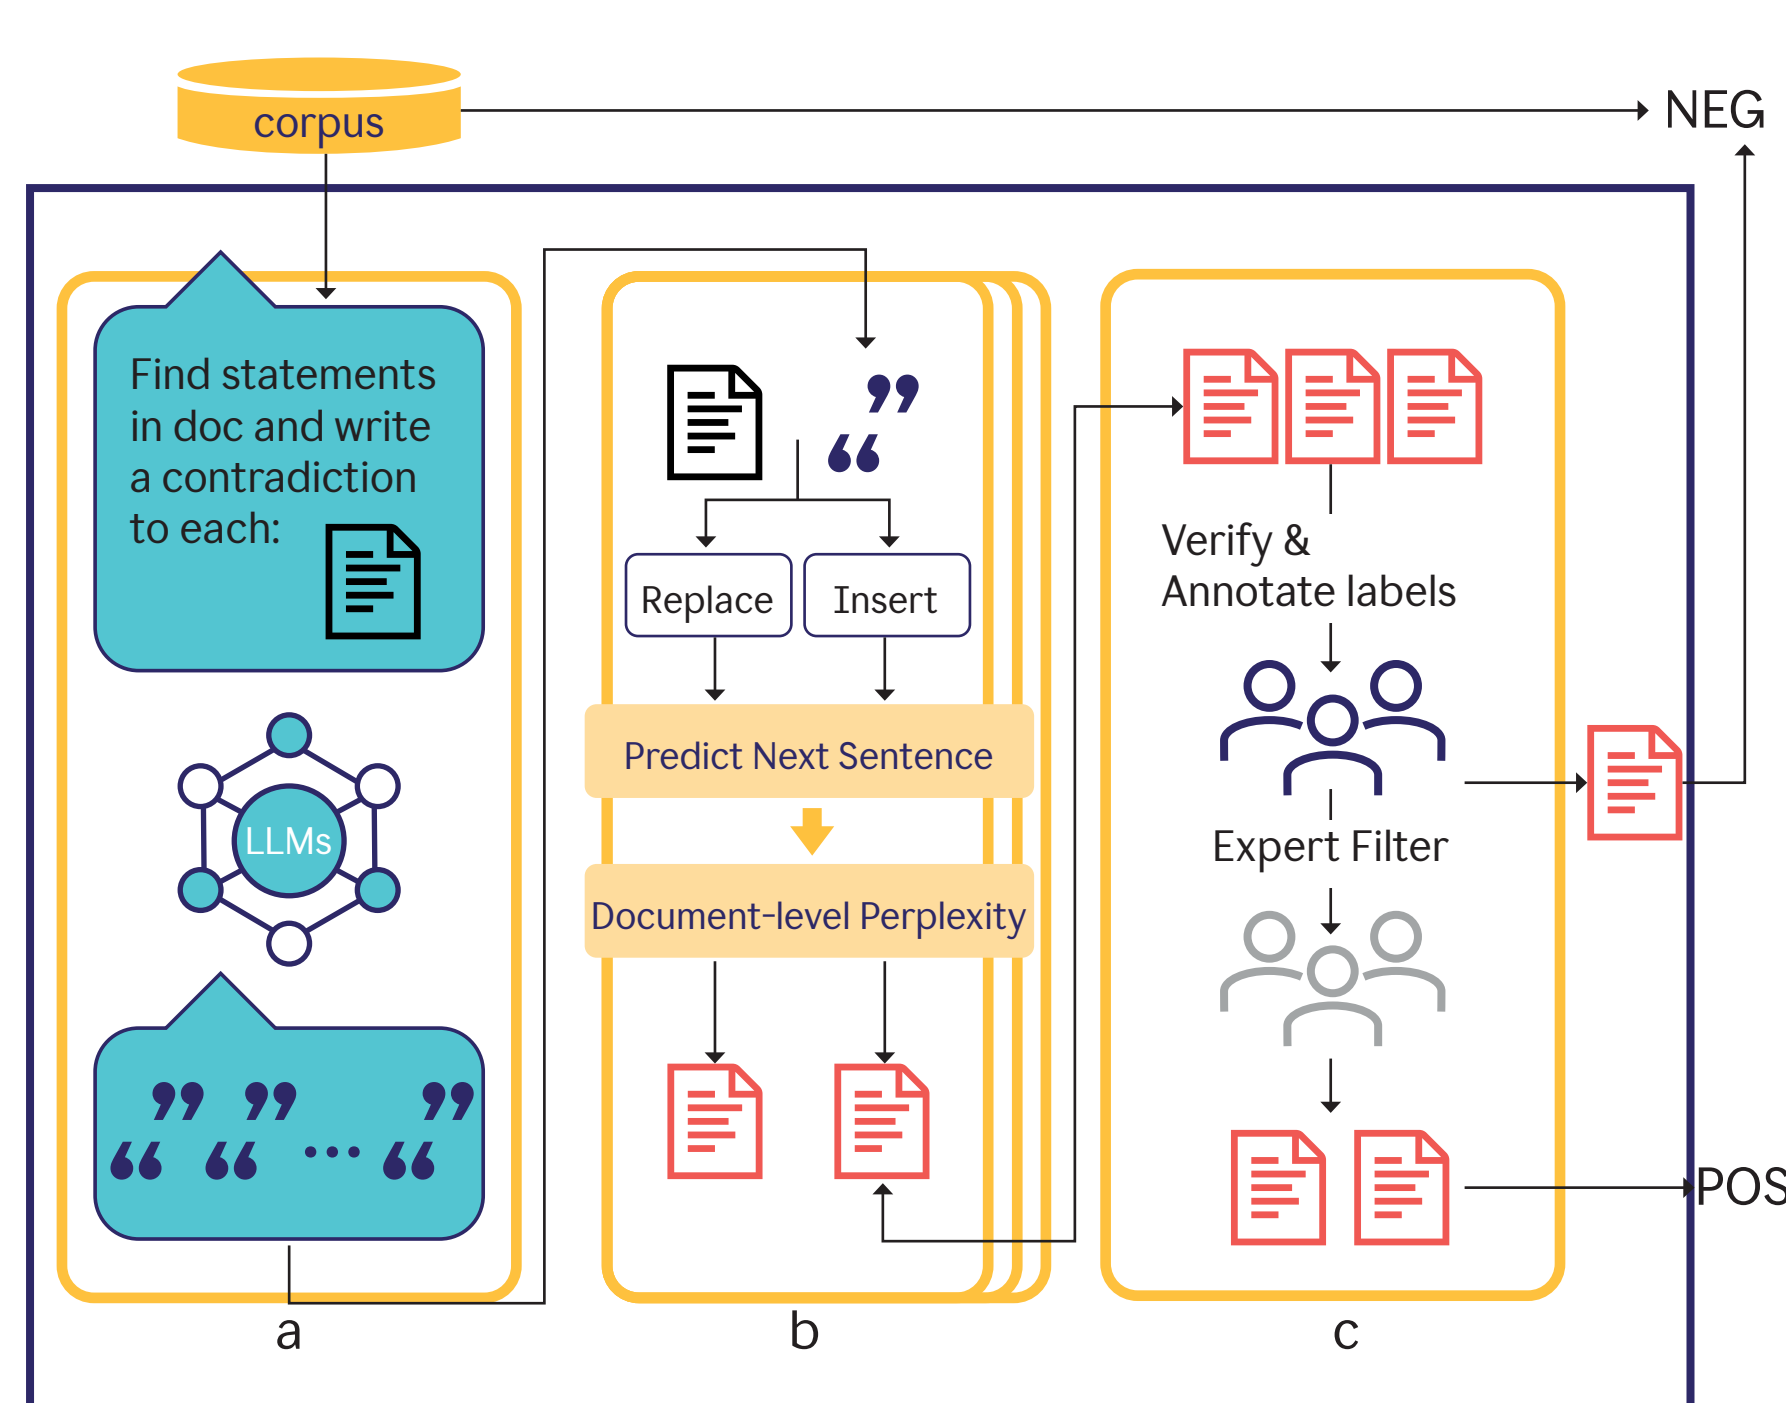 corpus
NEG
Find statements
in doc and write
a contradiction
to each:
LLMs
” ” ”
“ “ ... “
a
”
“
Replace
Insert
Predict Next Sentence
Document-level Perplexity
b
Verify &
Annotate labels
Expert Filter
POS
c